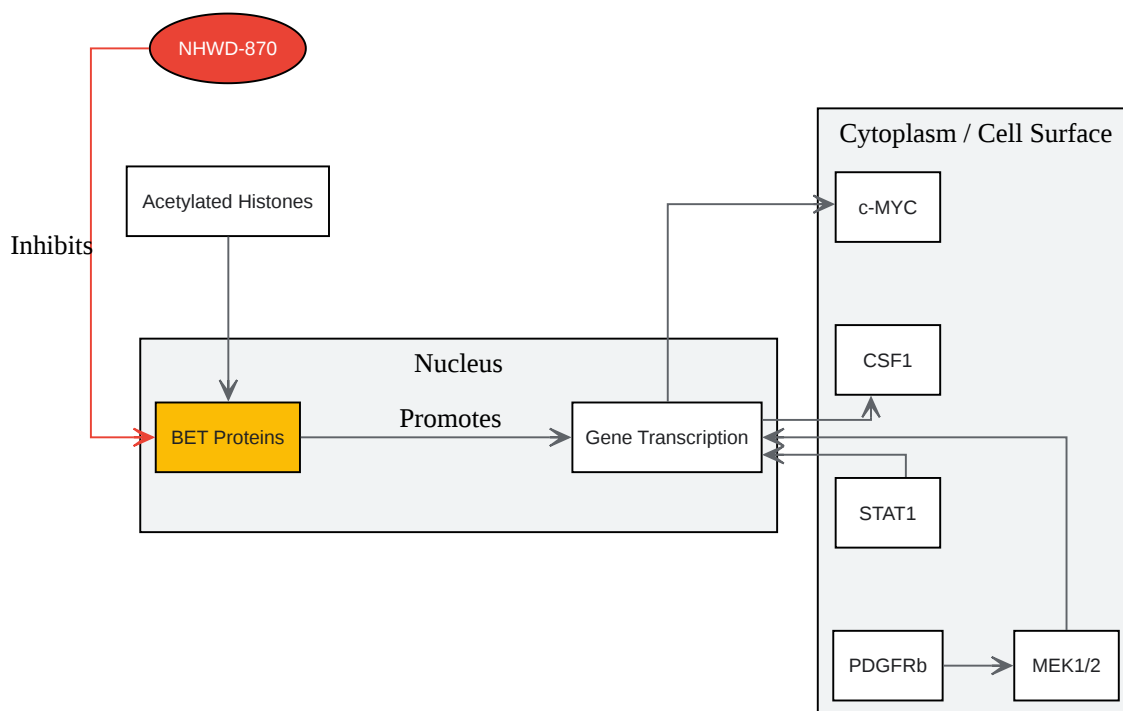 NHWD-870
Cytoplasm / Cell Surface
Acetylated Histones
c-MYC
Inhibits
Nucleus
CSF1
Promotes
BET Proteins
Gene Transcription
STAT1
PDGFRb
MEK1/2